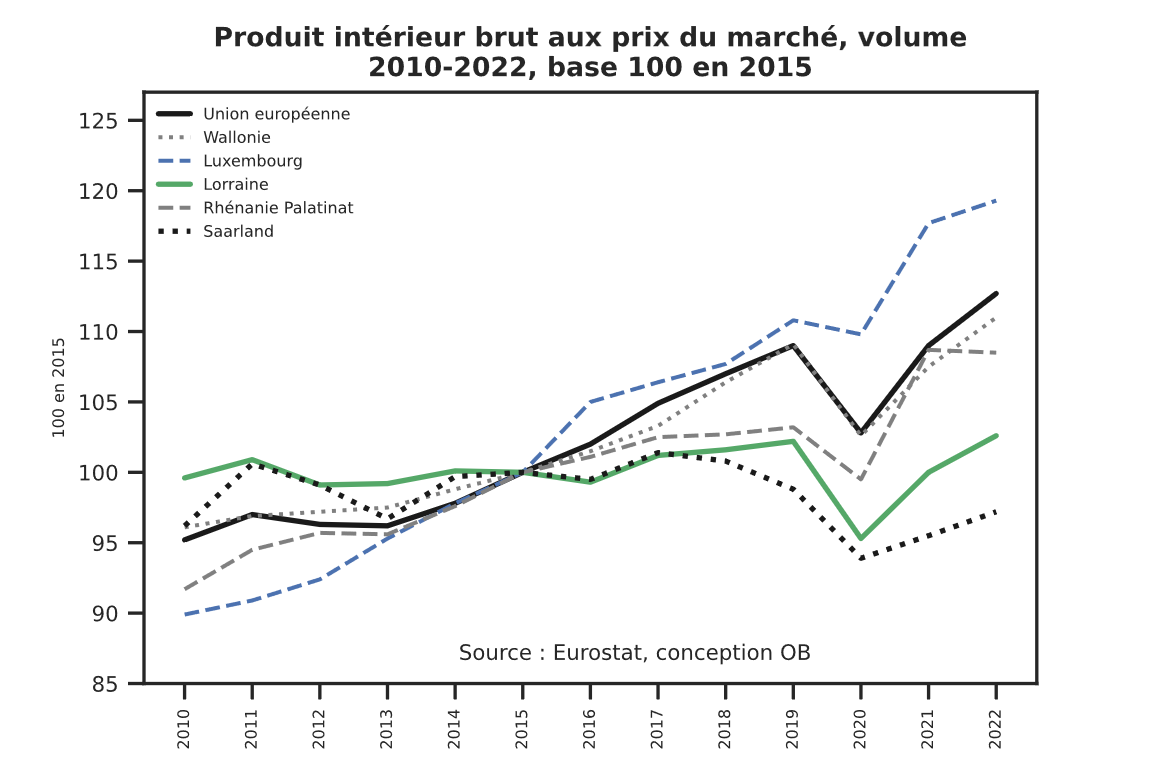 Produit intérieur brut aux prix du marché, volume
2010-2022, base 100 en 2015
125
120
115
110
105
100
95
90
85
100 en 2015
Union européenne
Wallonie
Luxembourg
Lorraine
Rhénanie Palatinat
Saarland
Source : Eurostat, conception OB
2010
2011
2012
2013
2014
2015
2016
2017
2018
2019
2020
2021
2022